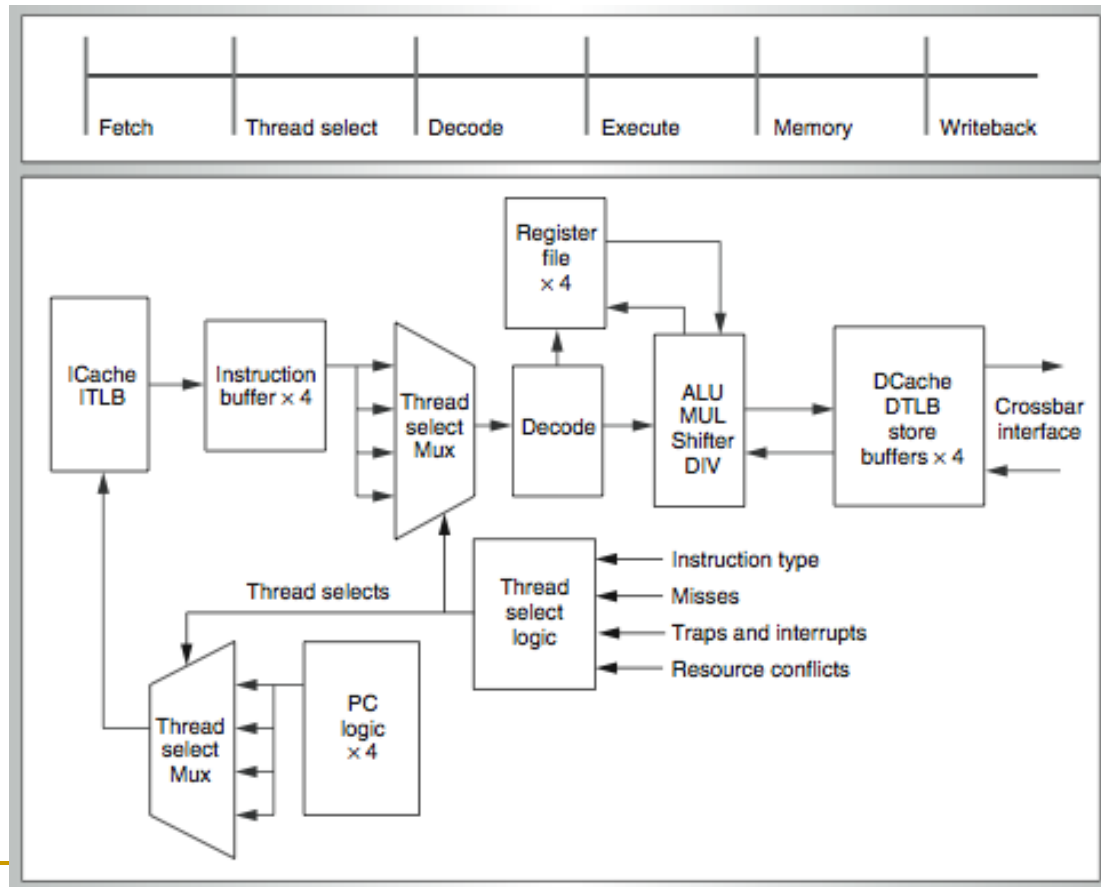 Fetch
Thread select
Decode
Execute
Memory
Writeback
Register
file
× 4
ICache
ITLB
Instruction
buffer × 4
Thread
select
Mux
Decode
ALU
MUL
Shifter
DIV
DCache
DTLB
store
buffers × 4
Crossbar
interface
Thread selects
Thread
select
logic
Instruction type
Misses
Traps and interrupts
Resource conflicts
Thread
select
Mux
PC
logic
× 4